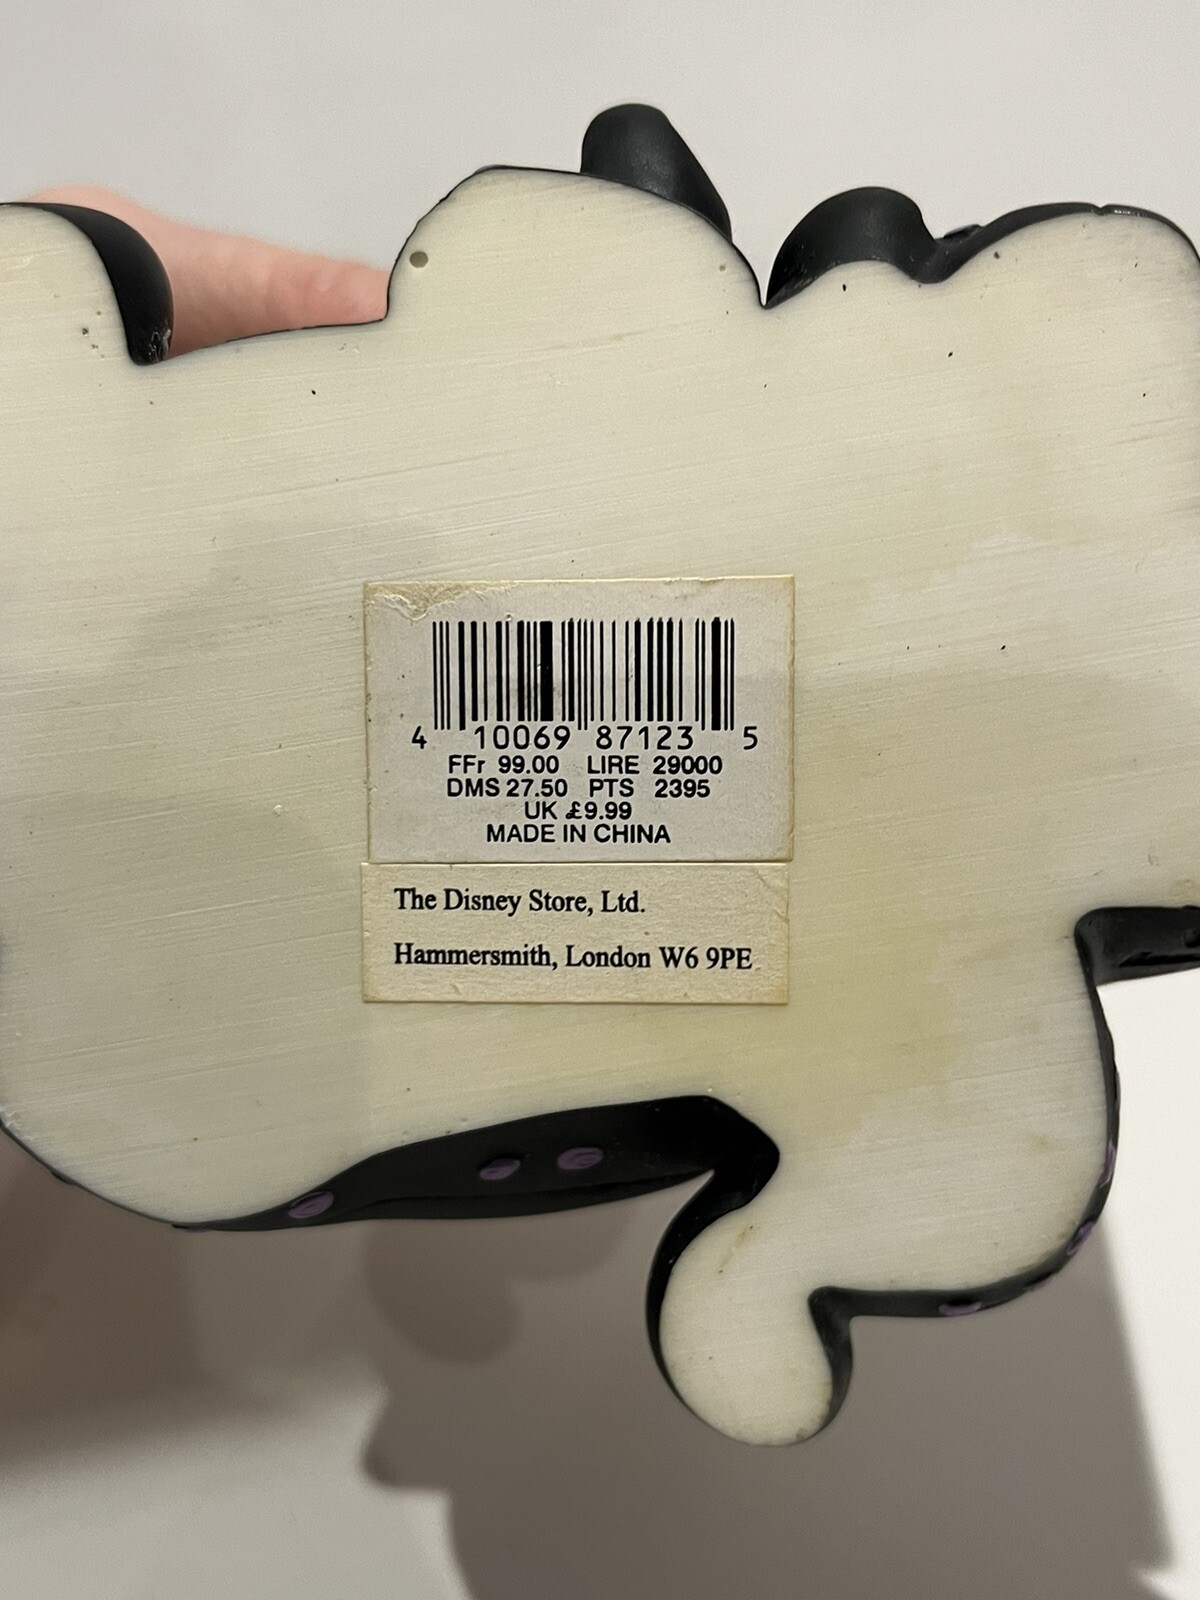 4 10069 87123 5
FFr 99.00 LIRE 29000
DMS 27.50 PTS 2395
UK £9.99
MADE IN CHINA
The Disney Store, Ltd.
Hammersmith, London W6 9PE